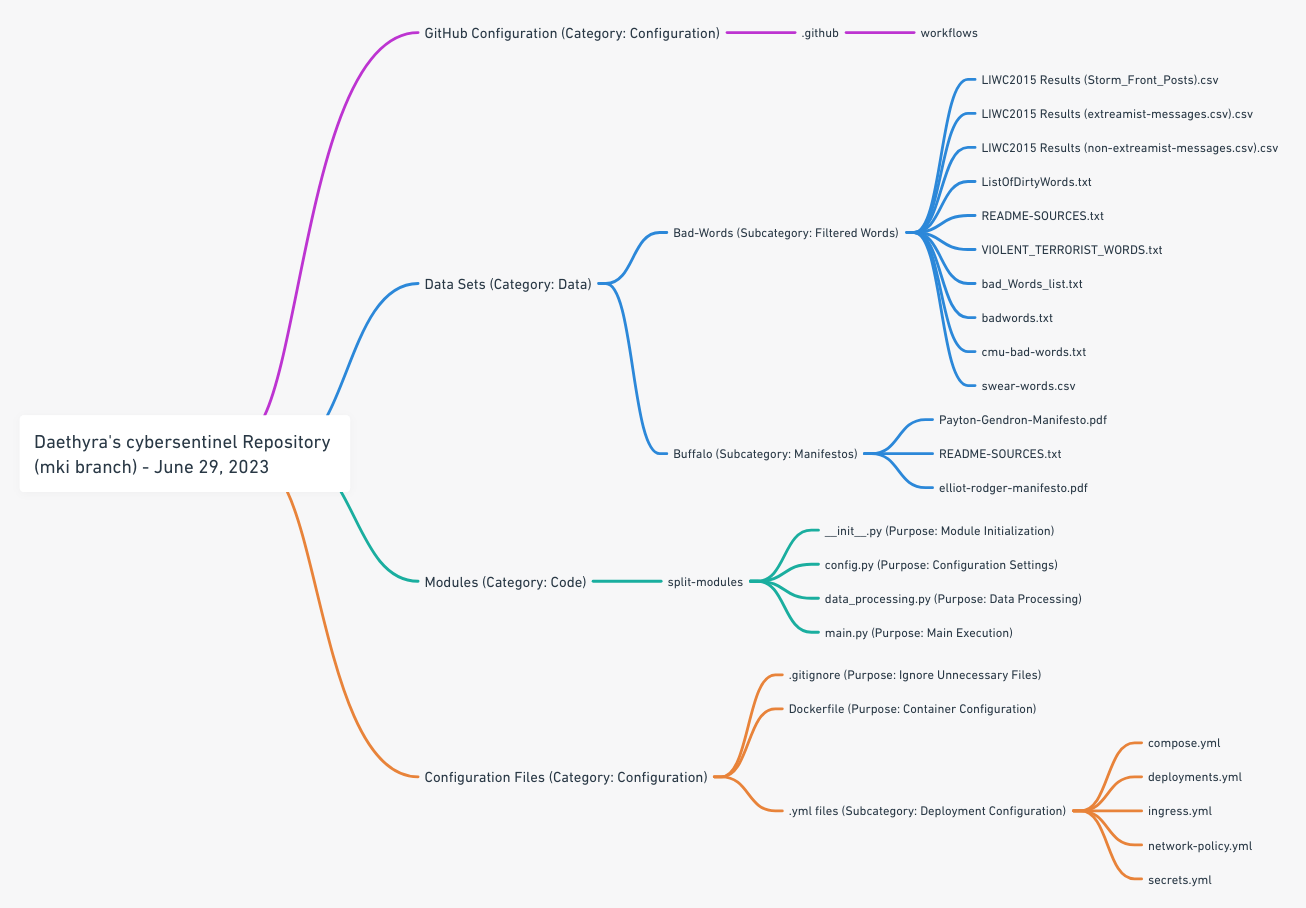 GitHub Configuration (Category: Configuration)
.github
workflows
LIWC2015 Results (Storm_Front_Posts).csv
LIWC2015 Results (extreamist-messages.csv).csv
LIWC2015 Results (non-extreamist-messages.csv).csv
ListOfDirtyWords.txt
README-SOURCES.txt
VIOLENT_TERRORIST_WORDS.txt
bad_Words_list.txt
badwords.txt
cmu-bad-words.txt
swear-words.csv
Bad-Words (Subcategory: Filtered Words)
Data Sets (Category: Data)
Buffalo (Subcategory: Manifestos)
Payton-Gendron-Manifesto.pdf
README-SOURCES.txt
elliot-rodger-manifesto.pdf
Daethyra's cybersentinel Repository
(mki branch) - June 29, 2023
Modules (Category: Code)
split-modules
__init__.py (Purpose: Module Initialization)
config.py (Purpose: Configuration Settings)
data_processing.py (Purpose: Data Processing)
main.py (Purpose: Main Execution)
Configuration Files (Category: Configuration)
.gitignore (Purpose: Ignore Unnecessary Files)
Dockerfile (Purpose: Container Configuration)
.yml files (Subcategory: Deployment Configuration)
compose.yml
deployments.yml
ingress.yml
network-policy.yml
secrets.yml